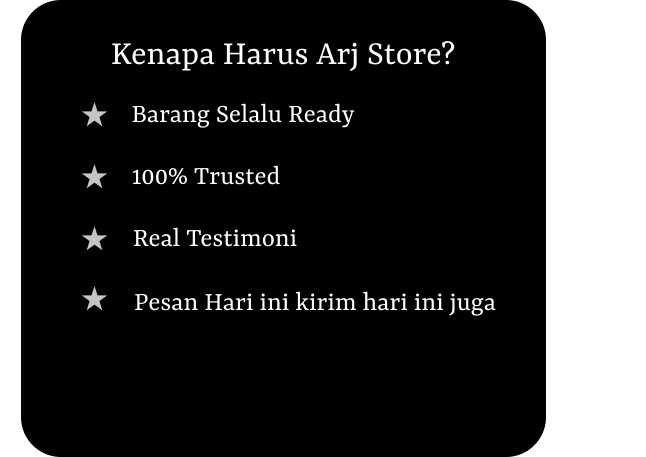 Kenapa Harus Arj Store?
Barang Selalu Ready
100% Trusted
Real Testimoni
Pesan Hari ini kirim hari ini juga